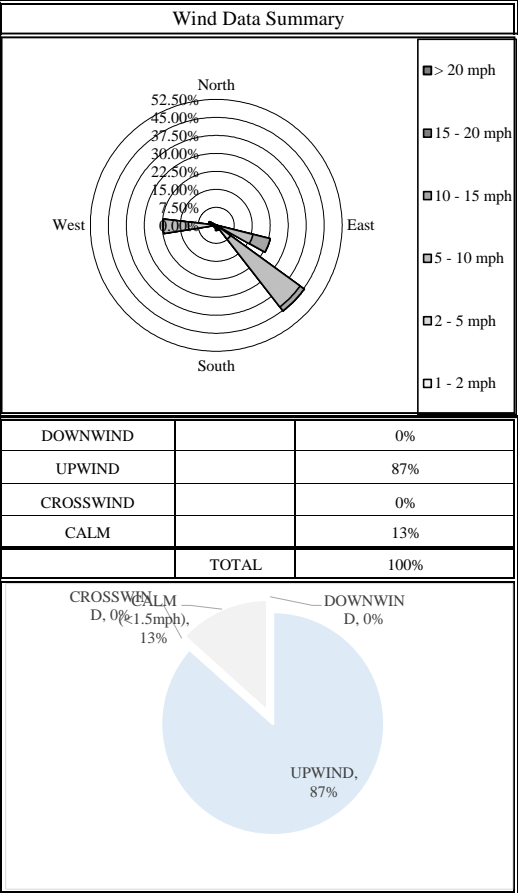 Wind Data Summary
North
52.50%
45.00%
37.50%
30.00%
22.50%
15.00%
7.50%
0.00%
West
East
South
> 20 mph
15 - 20 mph
10 - 15 mph
5 - 10 mph
2 - 5 mph
1 - 2 mph
DOWNWIND 0%
UPWIND 87%
CROSSWIND 0%
CALM 13%
TOTAL 100%
CROSSWIN
D, 0%
CALM
(<1.5mph),
13%
DOWNWIN
D, 0%
UPWIND,
87%